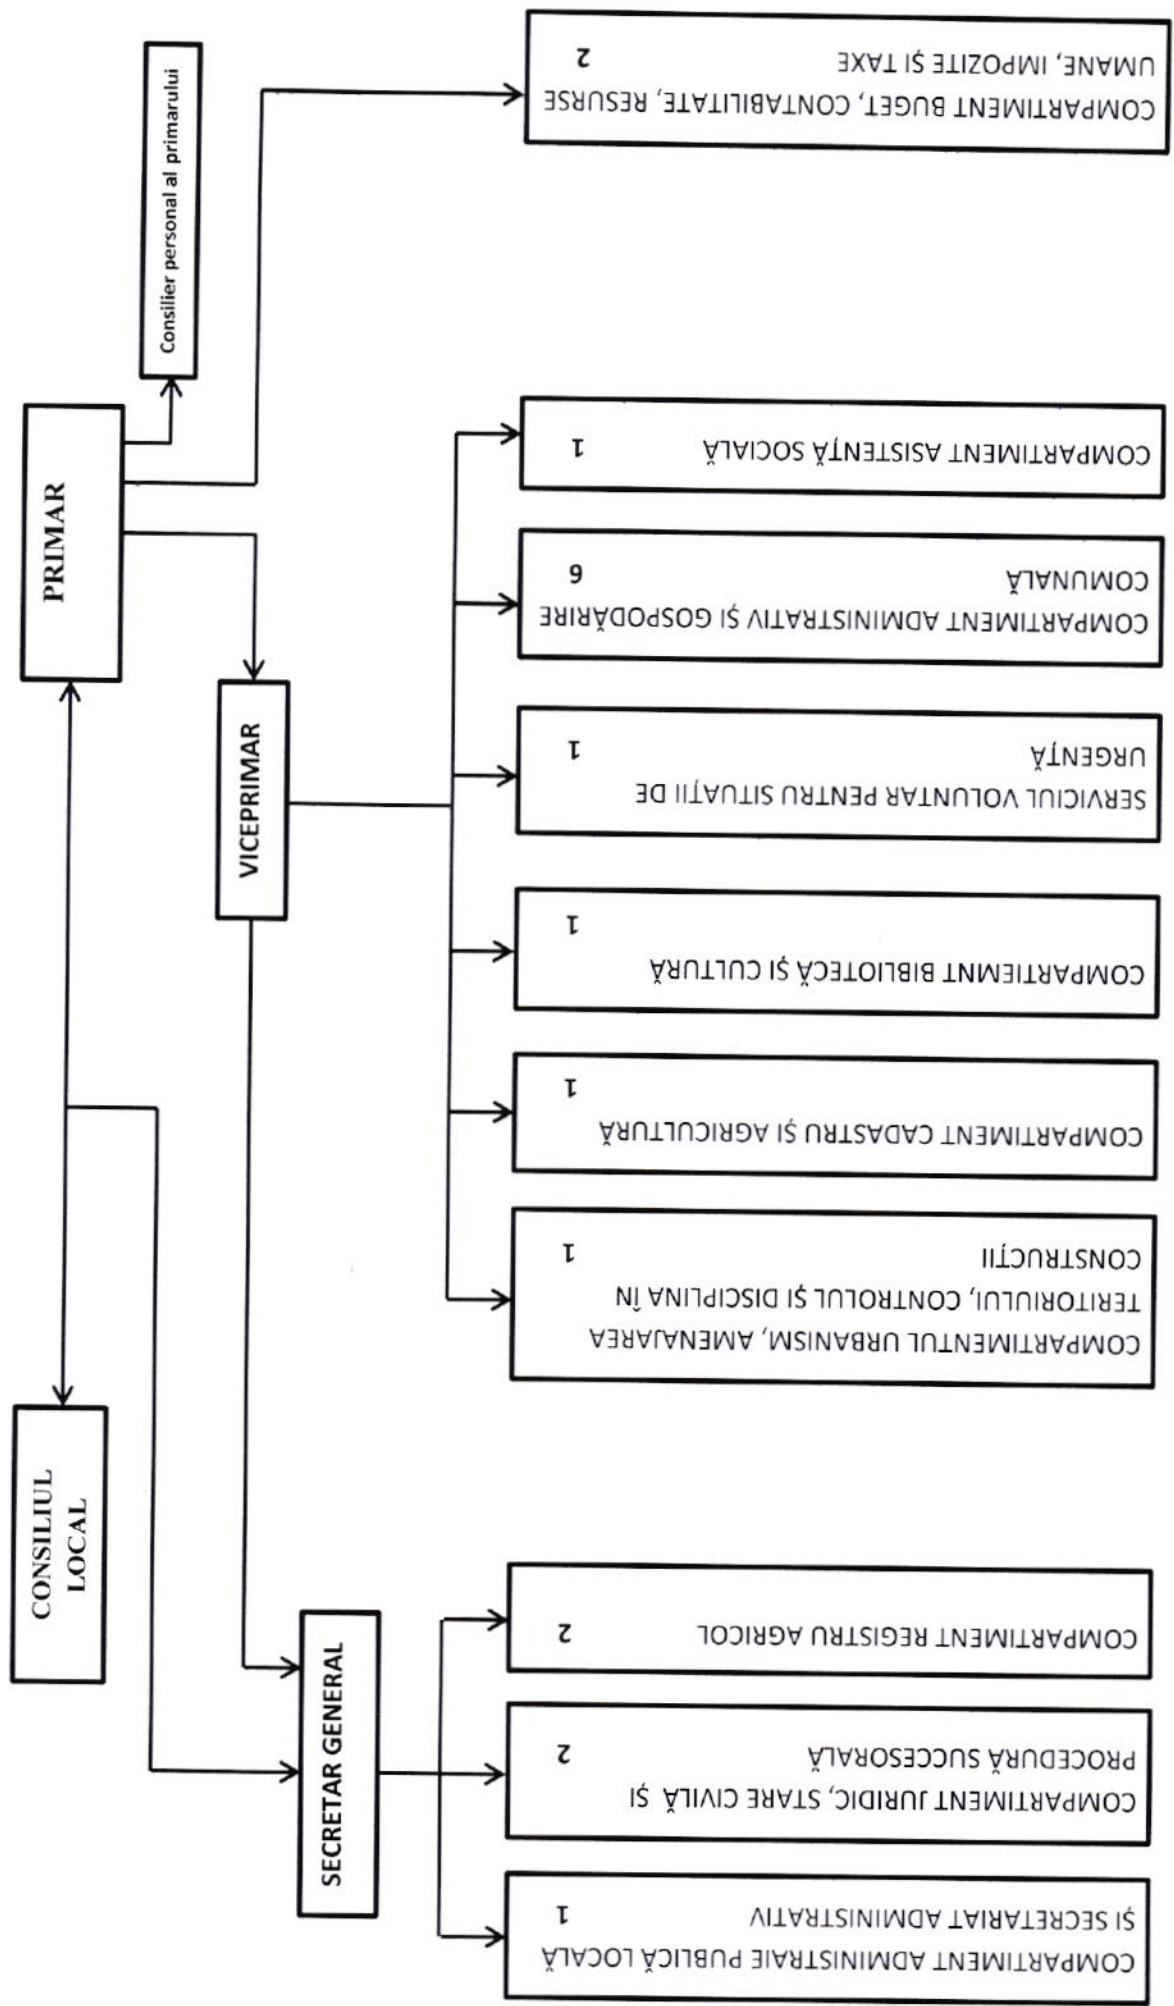 CONSILIUL
LOCAL
PRIMAR
Consilier personal al primarului
VICEPRIMAR
SECRETAR GENERAL
COMPARTIMENT ADMINISTRAIE PUBLICĂ LOCALĂ
ȘI SECRETARIAT ADMINISTRATIV 1
COMPARTIMENT JURIDIC, STARE CIVILĂ ȘI
PROCEDURĂ SUCCESORALĂ 2
COMPARTIMENT REGISTRU AGRICOL 2
COMPARTIMENTUL URBANISM, AMENAJAREA
TERITORIULUI, CONTROLUL ȘI DISCIPLINA ÎN
CONSTRUCȚII 1
COMPARTIMENT CADASTRU ȘI AGRICULTURĂ
1
COMPARTIEMNT BIBLIOTECĂ ȘI CULTURĂ
1
SERVICIUL VOLUNTAR PENTRU SITUAȚII DE
URGENȚĂ 1
COMPARTIMENT ADMINISTRATIV ȘI GOSPODĂRIRE
COMUNALĂ 9
COMPARTIMENT ASISTENȚĂ SOCIALĂ 1
COMPARTIMENT BUGET, CONTABILITATE, RESURSE
UMANE, IMPOZITE ȘI TAXE 2